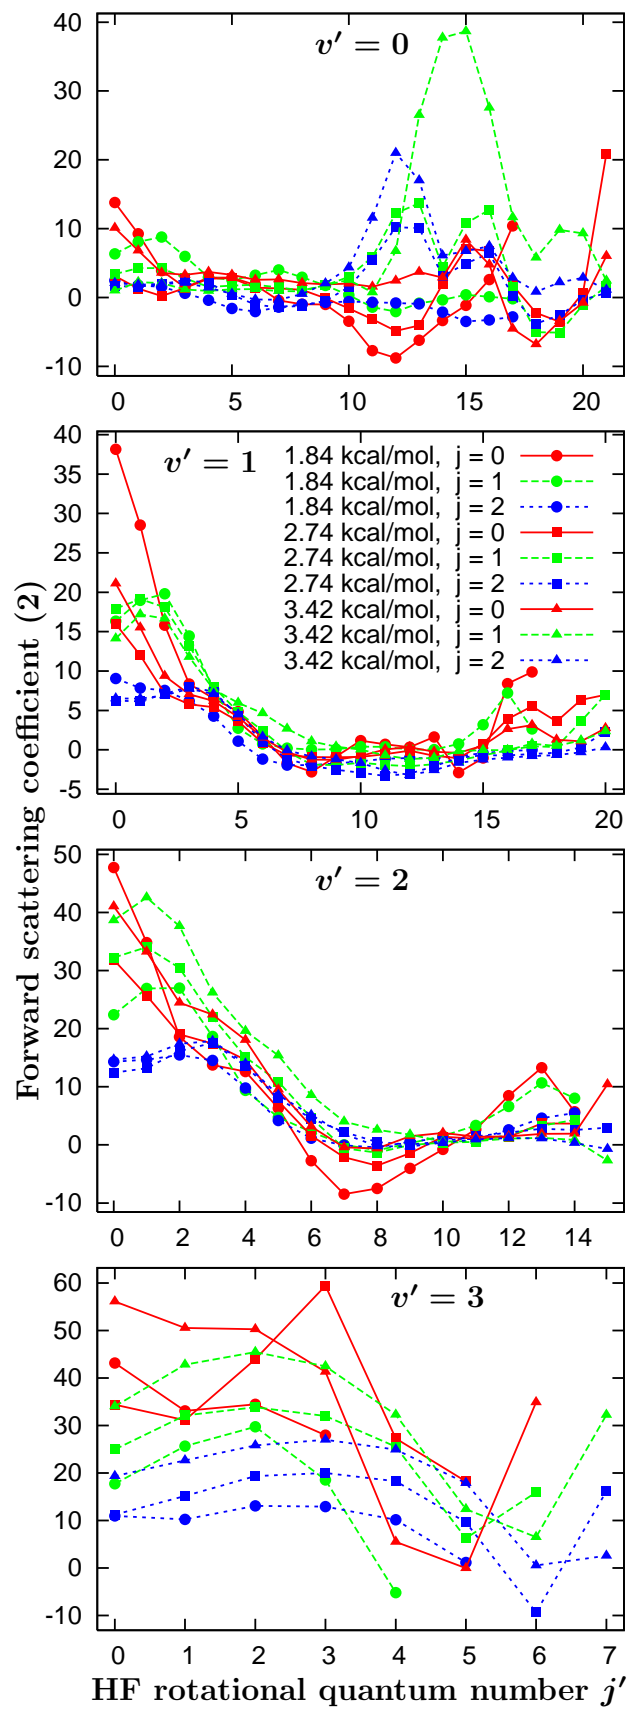 Forward scattering coefficient (2)
v′ = 0
40
30
20
10
0
-10
0 5 10 15 20
v′ = 1
1.84 kcal/mol, j = 0
1.84 kcal/mol, j = 1
1.84 kcal/mol, j = 2
2.74 kcal/mol, j = 0
2.74 kcal/mol, j = 1
2.74 kcal/mol, j = 2
3.42 kcal/mol, j = 0
3.42 kcal/mol, j = 1
3.42 kcal/mol, j = 2
40
35
30
25
20
15
10
5
0
-5
0 5 10 15 20
v′ = 2
50
40
30
20
10
0
-10
0 2 4 6 8 10 12 14
v′ = 3
60
50
40
30
20
10
0
-10
0 1 2 3 4 5 6 7
HF rotational quantum number j′